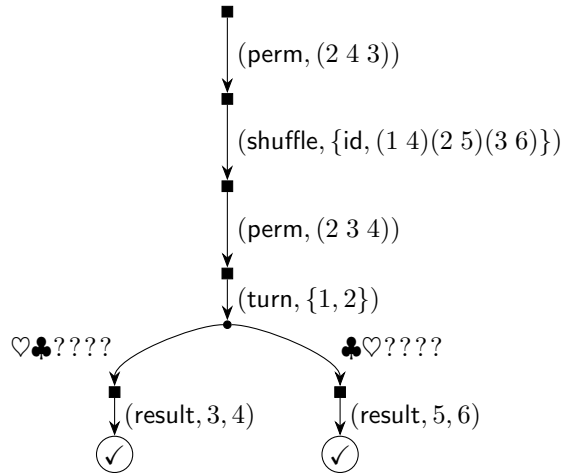 (perm, (2 4 3))
(shuffle, {id, (1 4)(2 5)(3 6)})
(perm, (2 3 4))
(turn, {1, 2})
♡♣????
♣♡????
(result, 3, 4)
(result, 5, 6)
✓
✓